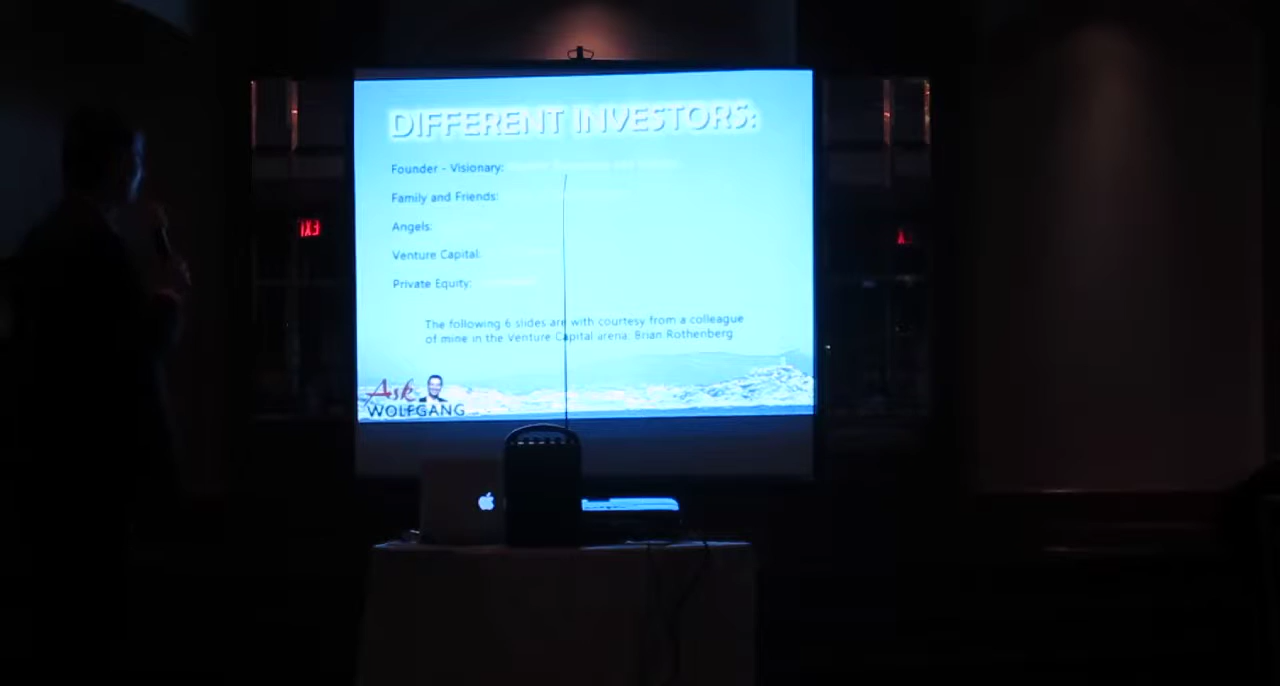 DIFFERENT INVESTORS:
Founder - Visionary:
Family and Friends:
Angels:
Venture Capital:
Private Equity:
The following 6 slides are with courtesy from a colleague
of mine in the Venture Capital arena: Brian Rothenberg
Ask
WOLFGANG
EXIT